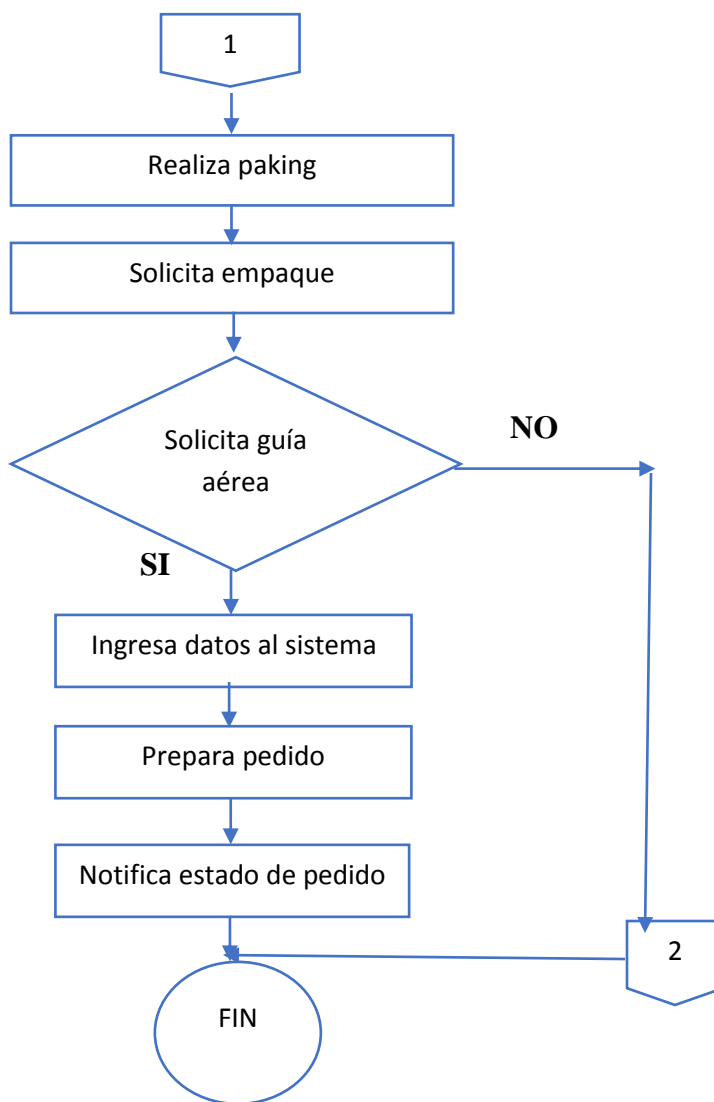 1
Realiza paking
Solicita empaque
Solicita guía
aérea
NO
SI
Ingresa datos al sistema
Prepara pedido
Notifica estado de pedido
2
FIN